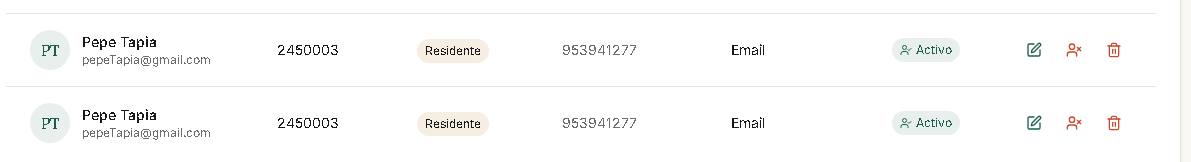 PT Pepe Tapia 2450003 Residente 953941277 Email Activo
pepeTapia@gmail.com
PT Pepe Tapia 2450003 Residente 953941277 Email Activo
pepeTapia@gmail.com